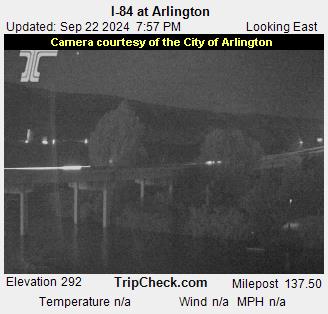 I-84 at Arlington
Updated: Sep 22 2024 7:57 PM Looking East
Camera courtesy of the City of Arlington
Elevation 292 TripCheck.com Milepost 137.50
Temperature n/a Wind n/a MPH n/a